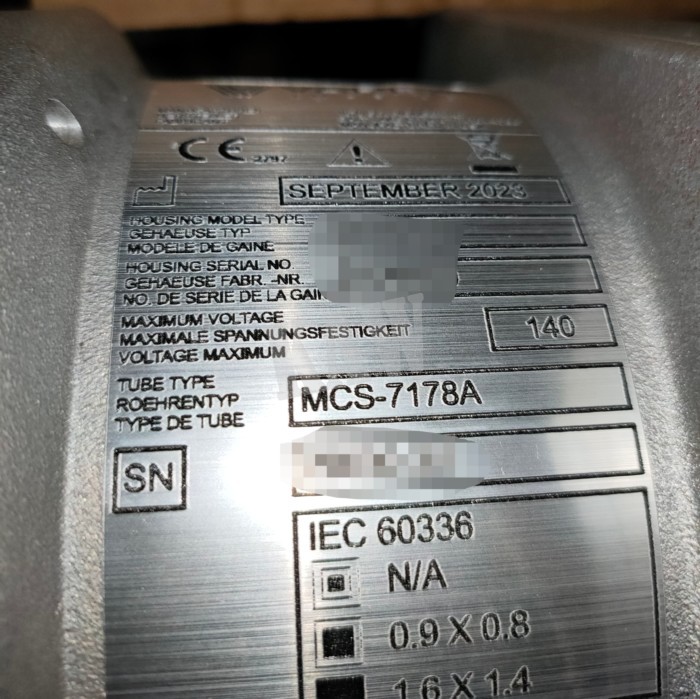 CE 2797
SEPTEMBER 2023
HOUSING MODEL TYPE
GEHAEUSE TYP
MODELE DE GAINE
HOUSING SERIAL NO
GEHAEUSE FABR. -NR.
NO. DE SERIE DE LA GAI
MAXIMUM VOLTAGE
MAXIMALE SPANNUNGSFESTIGKEIT
VOLTAGE MAXIMUM
140
TUBE TYPE
ROEHRENTYP
TYPE DE TUBE
MCS-7178A
SN
IEC 60336
N/A
0.9 X 0.8
1.6 X 1.4